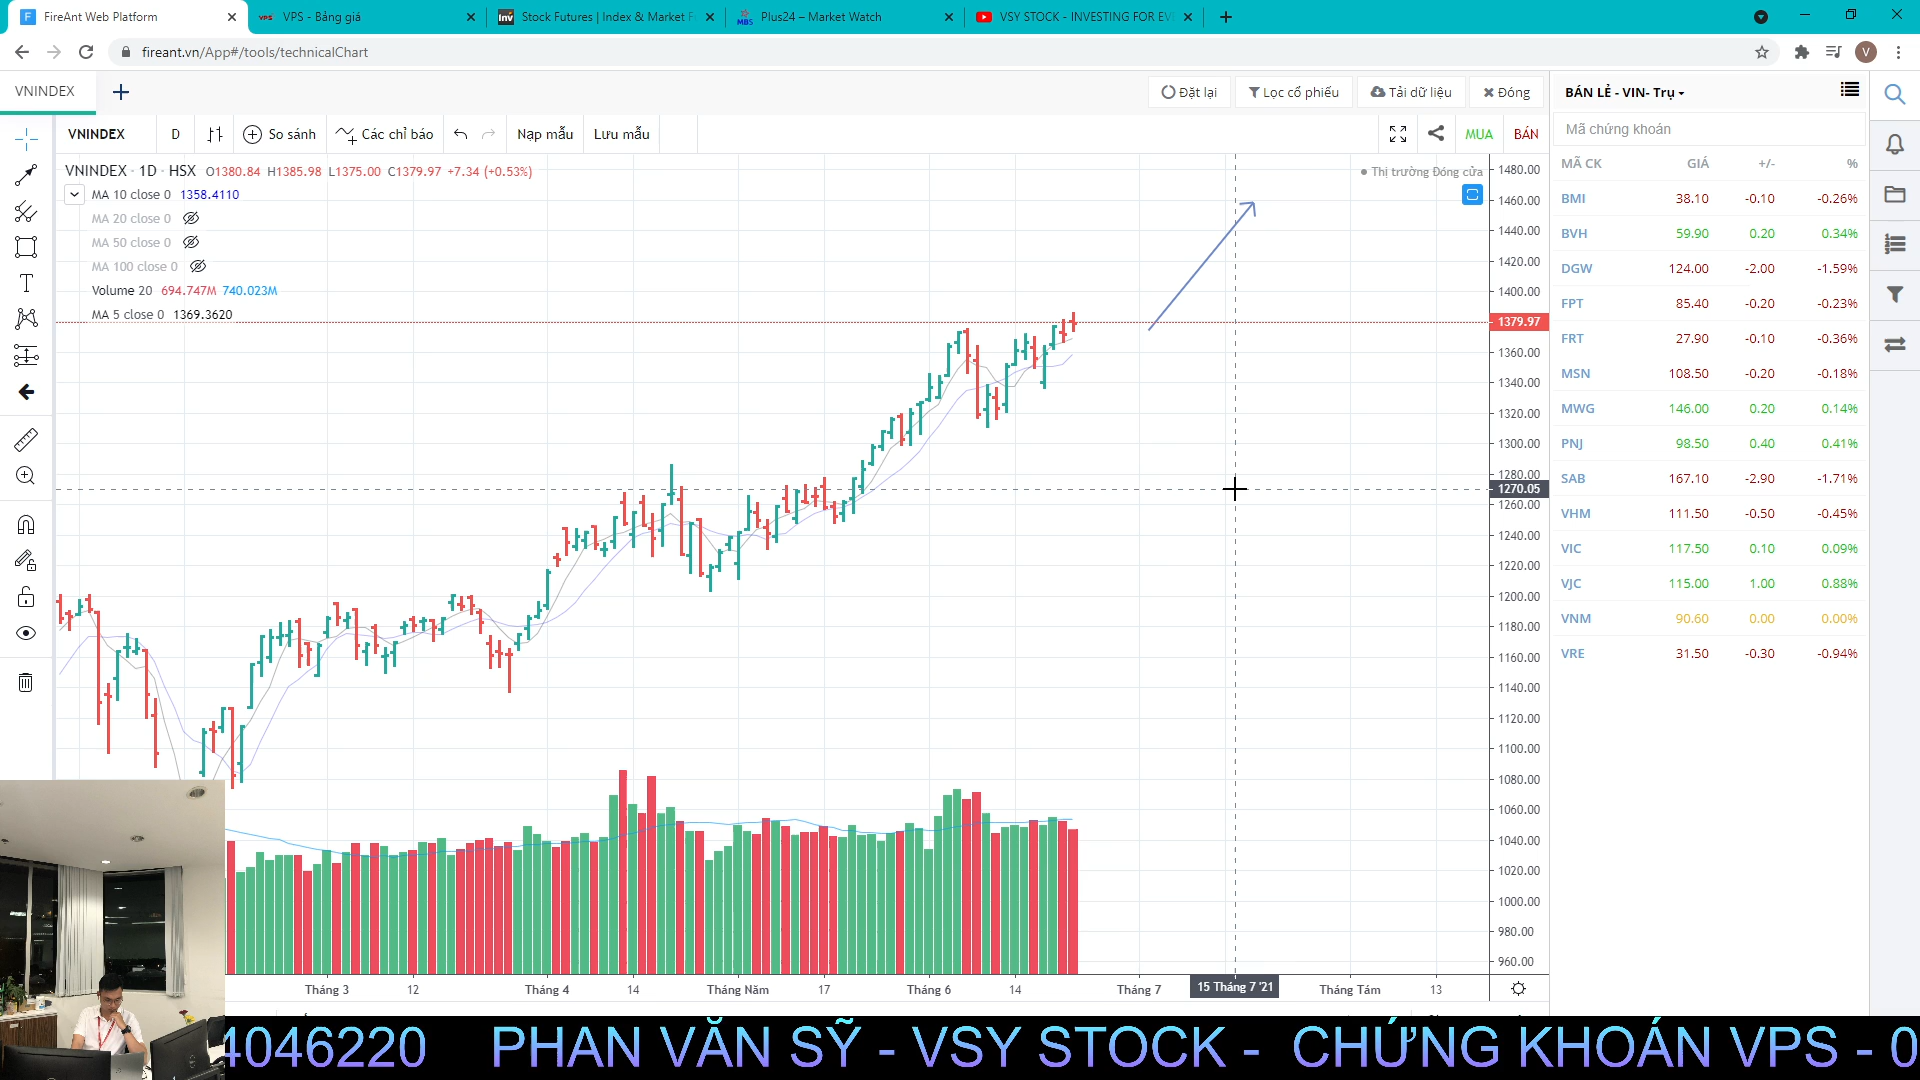 FireAnt Web Platform
VPS - Bảng giá
Stock Futures | Index & Market F
Plus24 – Market Watch
VSY STOCK - INVESTING FOR EV
fireant.vn/App#/tools/technicalChart
V
VNINDEX
Đặt lại
Lọc cổ phiếu
Tải dữ liệu
Đóng
VNINDEX
D
So sánh
Các chỉ báo
Nạp mẫu
Lưu mẫu
MUA
BÁN
VNINDEX · 1D · HSX O1380.84 H1385.98 L1375.00 C1379.97 +7.34 (+0.53%)
MA 10 close 0 1358.4110
MA 20 close 0
MA 50 close 0
MA 100 close 0
Volume 20 694.747M 740.023M
MA 5 close 0 1369.3620
Thị trường Đóng cửa
1480.00
1460.00
1440.00
1420.00
1400.00
1379.97
1360.00
1340.00
1320.00
1300.00
1280.00
1270.05
1260.00
1240.00
1220.00
1200.00
1180.00
1160.00
1140.00
1120.00
1100.00
1080.00
1060.00
1040.00
1020.00
1000.00
980.00
960.00
Tháng 3 12 Tháng 4 14 Tháng Năm 17 Tháng 6 14 Tháng 7 15 Tháng 7 '21 Tháng Tám 13
BÁN LẺ - VIN- Trụ
Mã chứng khoán
MÃ CK GIÁ +/- %
BMI 38.10 -0.10 -0.26%
BVH 59.90 0.20 0.34%
DGW 124.00 -2.00 -1.59%
FPT 85.40 -0.20 -0.23%
FRT 27.90 -0.10 -0.36%
MSN 108.50 -0.20 -0.18%
MWG 146.00 0.20 0.14%
PNJ 98.50 0.40 0.41%
SAB 167.10 -2.90 -1.71%
VHM 111.50 -0.50 -0.45%
VIC 117.50 0.10 0.09%
VJC 115.00 1.00 0.88%
VNM 90.60 0.00 0.00%
VRE 31.50 -0.30 -0.94%
4046220 PHAN VĂN SỸ - VSY STOCK - CHỨNG KHOÁN VPS - 0